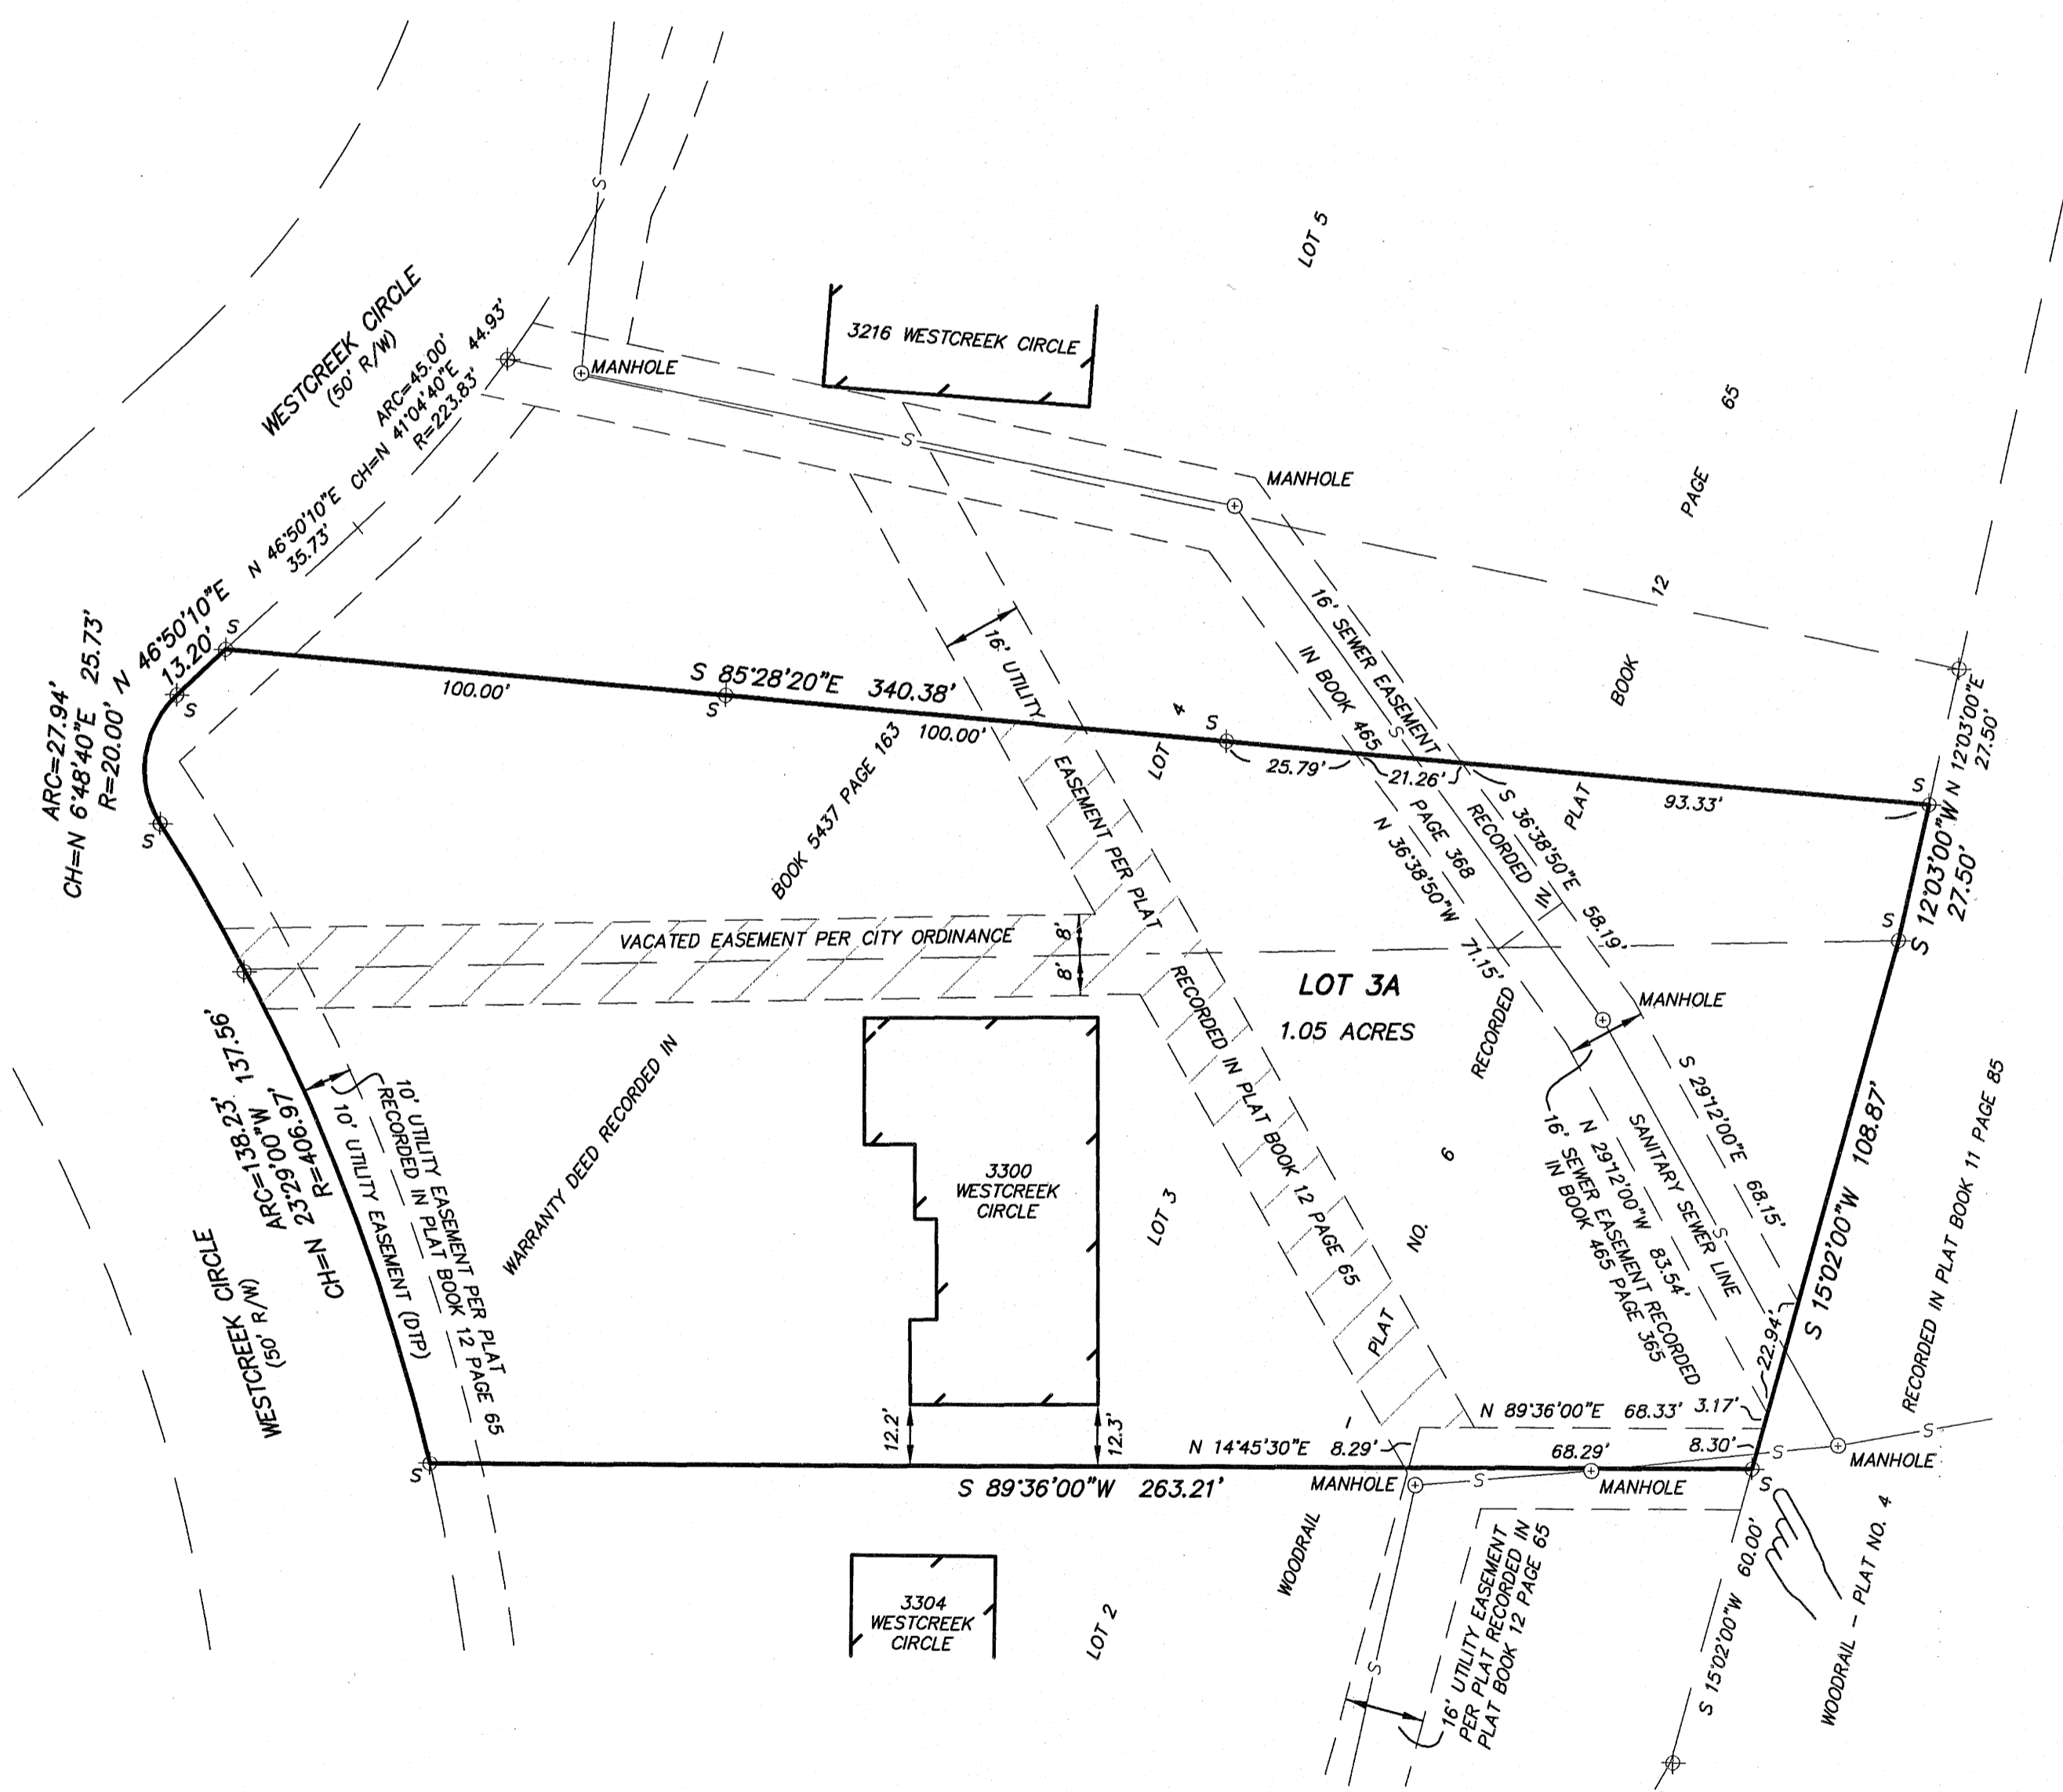 LOT 5
WESTCREEK CIRCLE
(50' R/W)
ARC=45.00'
CH=N 41°04'40"E 44.93'
R=223.83'
MANHOLE
3216 WESTCREEK CIRCLE
MANHOLE
PLAT BOOK 12 PAGE 65
N 46°50'10"E
35.73'
N 46°50'10"E
13.20'
ARC=27.94'
CH=N 6°48'40"E 25.73'
R=20.00'
S
S
S
S 85°28'20"E 340.38'
100.00'
S
100.00'
S
25.79'
21.26'
93.33'
S
N 12°03'00"E
27.50'
S 12°03'00"W
27.50'
S
16' UTILITY
EASEMENT PER PLAT
RECORDED IN PLAT BOOK 12 PAGE 65
LOT 4
16' SEWER EASEMENT
RECORDED IN
IN BOOK 465
PAGE 368
S
S
S
S 36°38'50"E 58.19'
N 36°38'50"W 71.15'
WARRANTY DEED RECORDED IN
BOOK 5437 PAGE 163
VACATED EASEMENT PER CITY ORDINANCE
8'
8'
LOT 3A
1.05 ACRES
MANHOLE
S 29°12'00"E 68.15'
N 29°12'00"W 83.54'
SANITARY SEWER LINE
S
16' SEWER EASEMENT RECORDED
IN BOOK 465 PAGE 365
S 15°02'00"W 108.87'
22.94'
RECORDED IN PLAT BOOK 11 PAGE 85
ARC=138.23'
CH=N 23°29'00"W 137.56'
R=406.97'
10' UTILITY EASEMENT (DTP)
10' UTILITY EASEMENT PER PLAT
RECORDED IN PLAT BOOK 12 PAGE 65
WESTCREEK CIRCLE
(50' R/W)
3300
WESTCREEK
CIRCLE
LOT 3
12.2'
12.3'
WOODRAIL - PLAT NO. 6 RECORDED
N 89°36'00"E 68.33'
3.17'
N 14°45'30"E 8.29'
68.29'
8.30'
S
S 89°36'00"W 263.21'
MANHOLE
S
MANHOLE
S
S
MANHOLE
S
3304
WESTCREEK
CIRCLE
LOT 2
S
16' UTILITY EASEMENT
PER PLAT RECORDED IN
PLAT BOOK 12 PAGE 65
S 15°02'00"W 60.00'
WOODRAIL - PLAT NO. 4